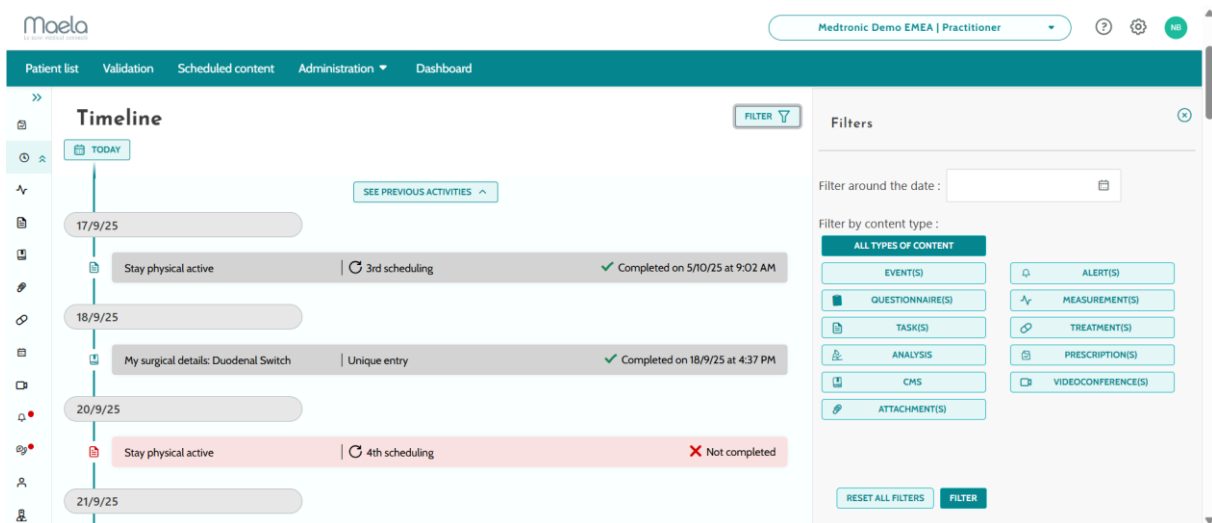 Maela
Medtronic Demo EMEA | Practitioner
?
NB
Patient list Validation Scheduled content Administration Dashboard
Timeline
FILTER
TODAY
SEE PREVIOUS ACTIVITIES
17/9/25
Stay physical active | 3rd scheduling Completed on 5/10/25 at 9:02 AM
18/9/25
My surgical details: Duodenal Switch | Unique entry Completed on 18/9/25 at 4:37 PM
20/9/25
Stay physical active | 4th scheduling Not completed
21/9/25
Filters
Filter around the date :
Filter by content type :
ALL TYPES OF CONTENT
EVENT(S) ALERT(S)
QUESTIONNAIRE(S) MEASUREMENT(S)
TASK(S) TREATMENT(S)
ANALYSIS PRESCRIPTION(S)
CMS VIDEOCONFERENCE(S)
ATTACHMENT(S)
RESET ALL FILTERS FILTER